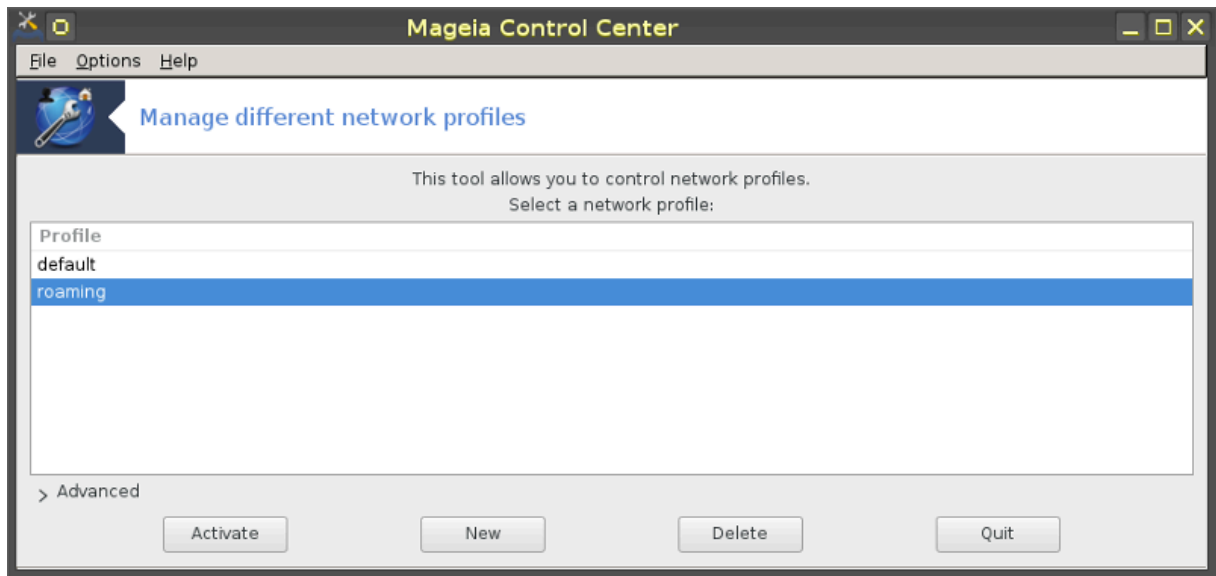 Mageia Control Center
File Options Help
Manage different network profiles
This tool allows you to control network profiles.
Select a network profile:
Profile
default
roaming
Advanced
Activate New Delete Quit